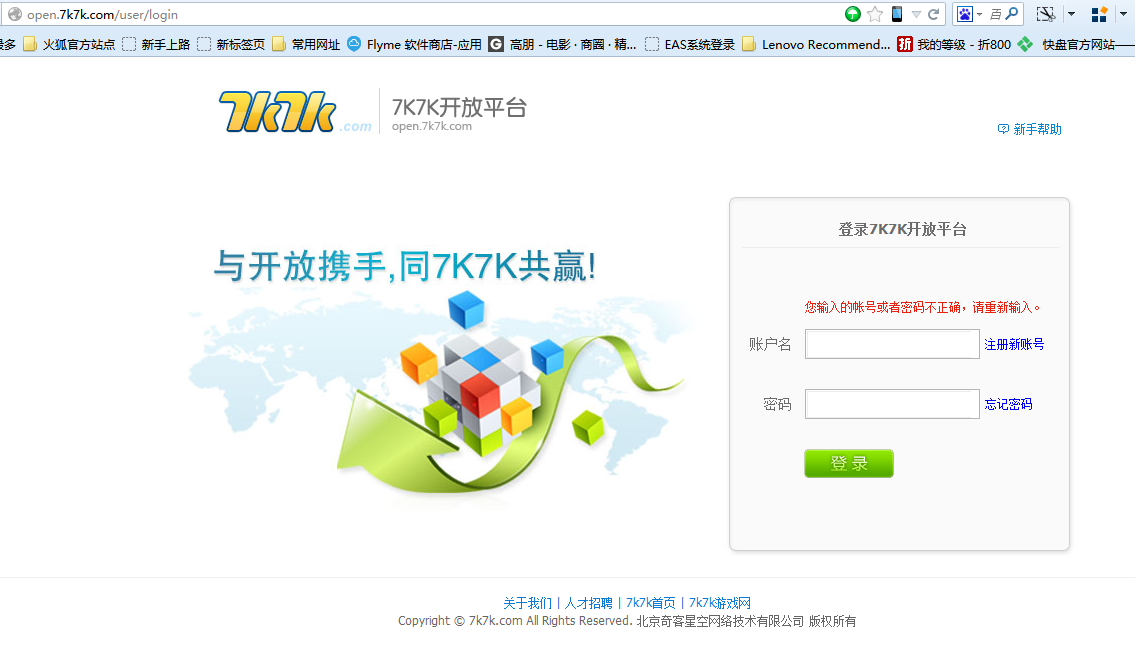 open.7k7k.com/user/login
百
最多 火狐官方站点 新手上路 新标签页 常用网址 Flyme 软件商店-应用 G 高朋 - 电影 · 商圈 · 精... EAS系统登录 Lenovo Recommend... 折 我的等级 - 折800 快盘官方网站——
7k7k.com
7K7K开放平台
open.7k7k.com
新手帮助
登录7K7K开放平台
与开放携手,同7K7K共赢!
您输入的帐号或者密码不正确，请重新输入。
账户名 注册新账号
密码 忘记密码
登 录
关于我们 | 人才招聘 | 7k7k首页 | 7k7k游戏网
Copyright © 7k7k.com All Rights Reserved. 北京奇客星空网络技术有限公司 版权所有